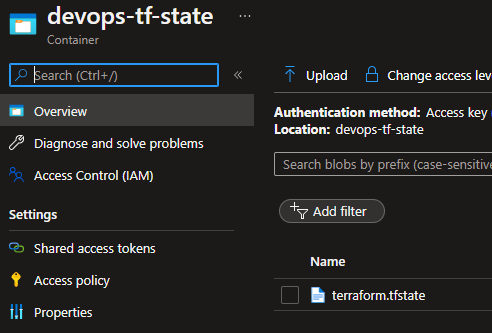 devops-tf-state
Container
Search (Ctrl+/)
Overview
Diagnose and solve problems
Access Control (IAM)
Settings
Shared access tokens
Access policy
Properties
Upload
Change access lev
Authentication method: Access key
Location: devops-tf-state
Search blobs by prefix (case-sensitive
Add filter
Name
terraform.tfstate